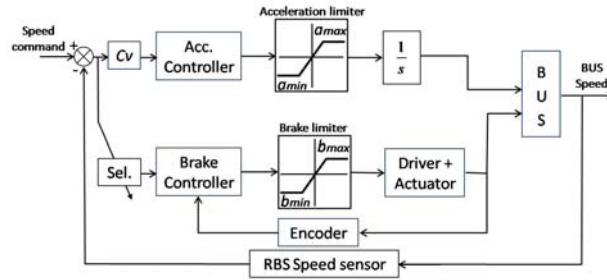 Acceleration limiter
Speed
command
+
-
Cv
Acc.
Controller
amax
amin
1
s
B
U
S
BUS
Speed
Brake limiter
Sel.
Brake
Controller
bmax
bmin
Driver +
Actuator
Encoder
RBS Speed sensor